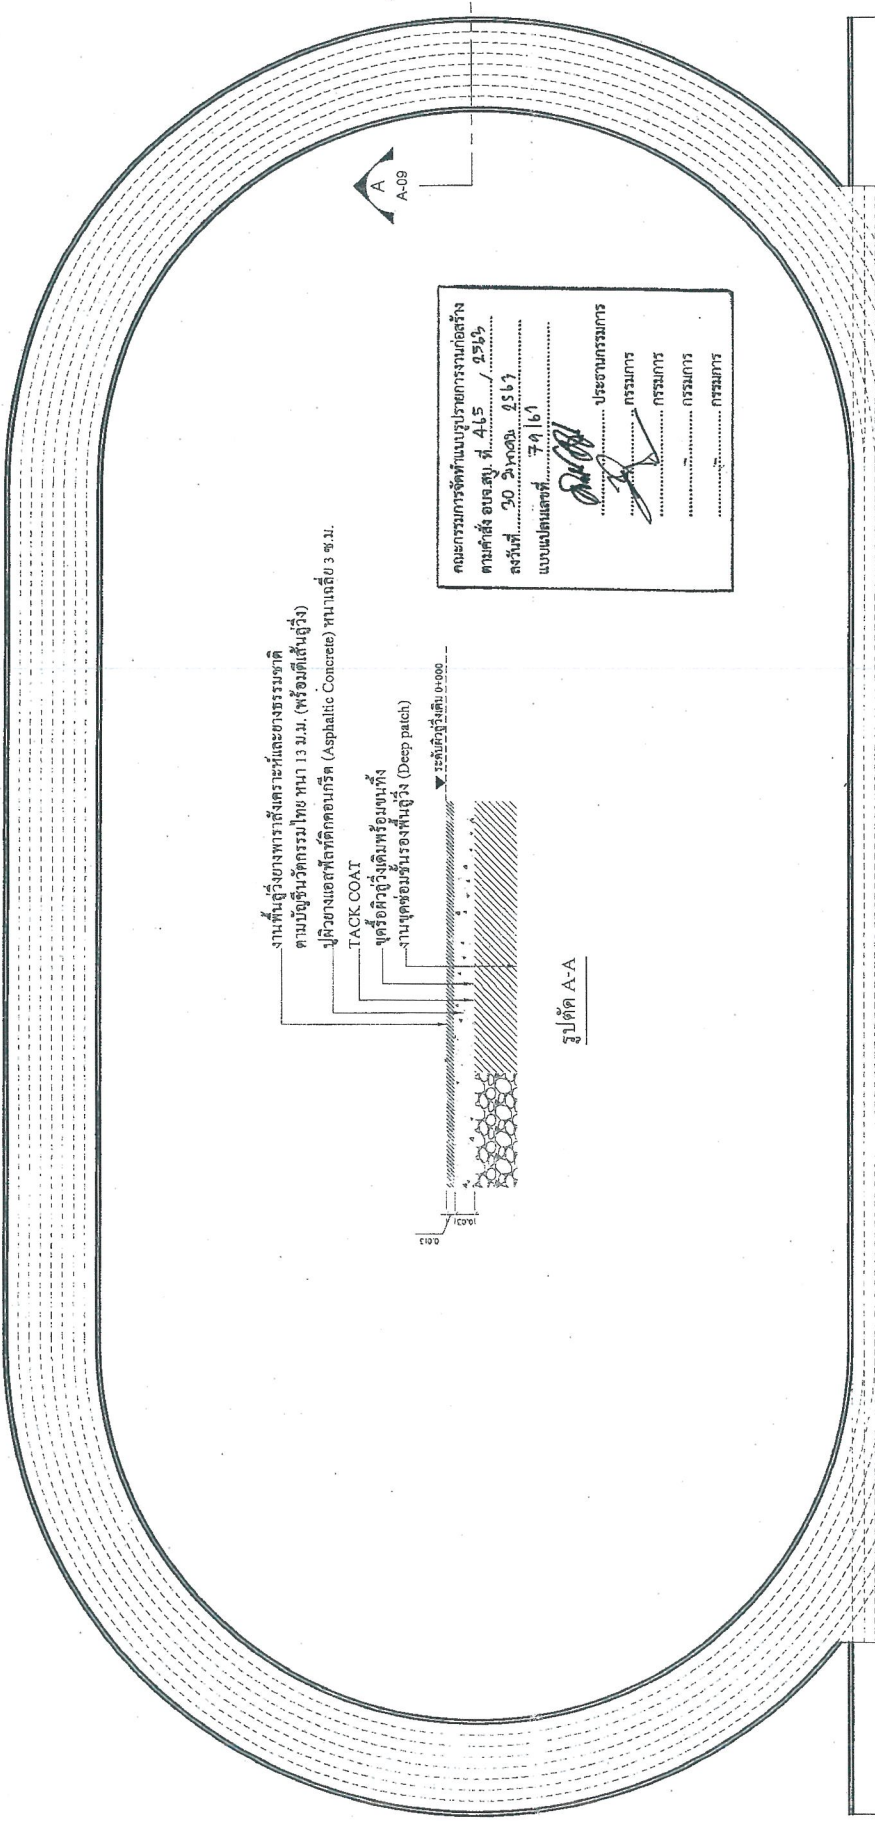 A
A-09
งานพื้นลู่วิ่งยางพาราสังเคราะห์และยางธรรมชาติ
ตามบัญชีนวัตกรรมไทย หนา 13 ม.ม. (พร้อมตีเส้นลู่วิ่ง)
ปูผิวยางแอสฟัลท์ติกคอนกรีต (Asphaltic Concrete) หนาเฉลี่ย 3 ซ.ม.
TACK COAT
ขุดรื้อผิวลู่วิ่งเดิมพร้อมขนทิ้ง
งานขุดซ่อมชั้นรองพื้นลู่วิ่ง (Deep patch)
ระดับผิวลู่วิ่งเดิม 0+000
0.013
0.03
รูปตัด A-A
คณะกรรมการจัดทำแบบรูปรายการงานก่อสร้าง
ตามคำสั่ง อบจ.สบ. ที่ 465 / 2567
ลงวันที่ 30 2567
แบบแปลนเลขที่ 79/67
ประธานกรรมการ
กรรมการ
กรรมการ
- กรรมการ
- กรรมการ